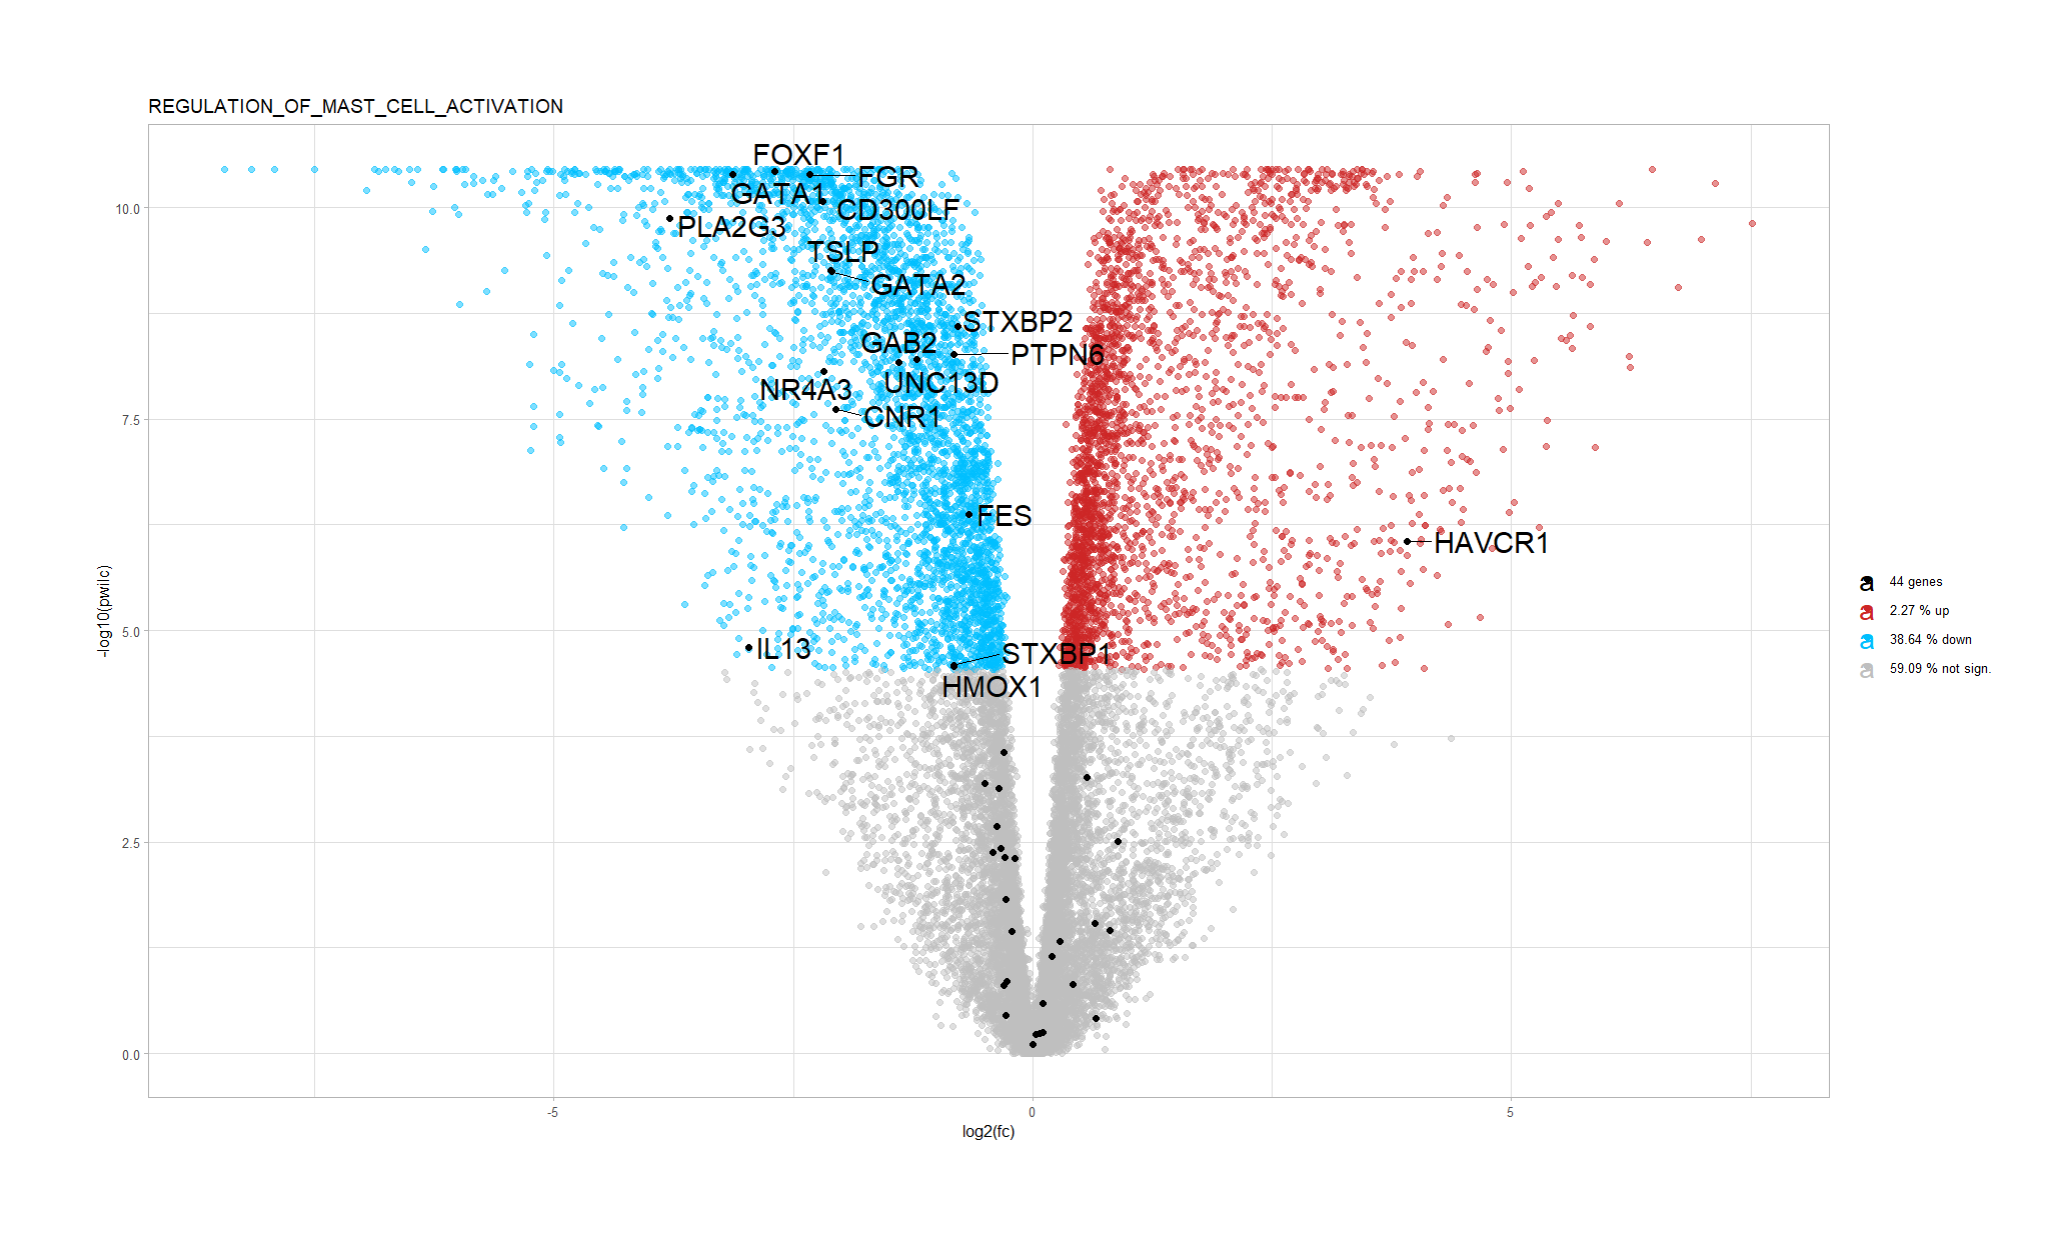 REGULATION_OF_MAST_CELL_ACTIVATION
FOXF1
FGR
GATA1
CD300LF
PLA2G3
TSLP
GATA2
STXBP2
GAB2
PTPN6
UNC13D
NR4A3
CNR1
FES
HAVCR1
IL13
STXBP1
HMOX1
10.0
7.5
5.0
2.5
0.0
-log10(pwilc)
-5
0
5
log2(fc)
a 44 genes
a 2.27 % up
a 38.64 % down
a 59.09 % not sign.